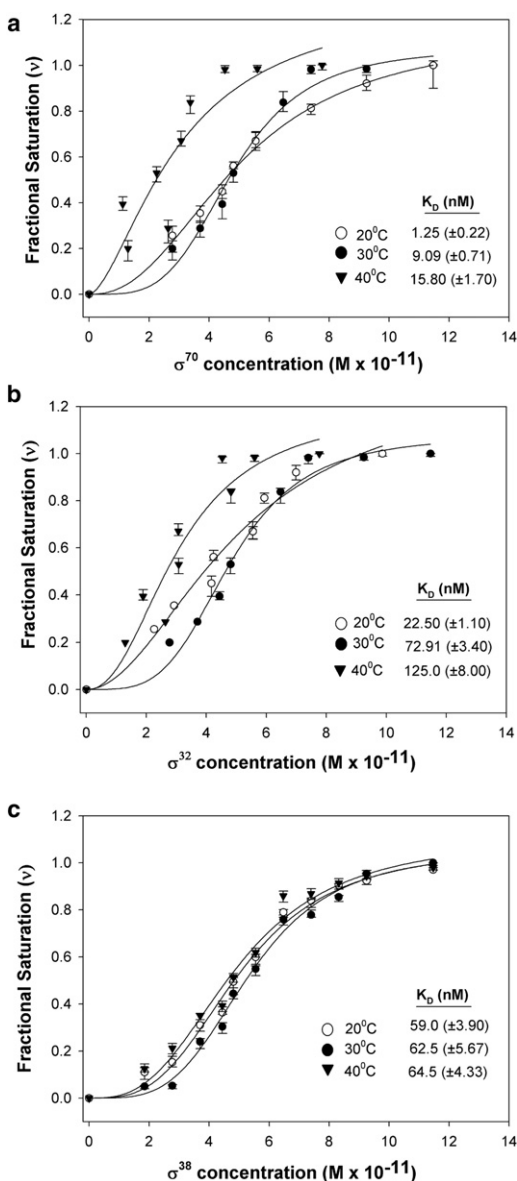 a
1.2
1.0
0.8
0.6
0.4
0.2
0.0
Fractional Saturation (ν)
K_D (nM)
○ 20⁰C 1.25 (±0.22)
● 30⁰C 9.09 (±0.71)
▼ 40⁰C 15.80 (±1.70)
0 2 4 6 8 10 12 14
σ⁷⁰ concentration (M x 10⁻¹¹)
b
1.2
1.0
0.8
0.6
0.4
0.2
0.0
Fractional Saturation (ν)
K_D (nM)
○ 20⁰C 22.50 (±1.10)
● 30⁰C 72.91 (±3.40)
▼ 40⁰C 125.0 (±8.00)
0 2 4 6 8 10 12 14
σ³² concentration (M x 10⁻¹¹)
c
1.2
1.0
0.8
0.6
0.4
0.2
0.0
Fractional Saturation (ν)
K_D (nM)
○ 20⁰C 59.0 (±3.90)
● 30⁰C 62.5 (±5.67)
▼ 40⁰C 64.5 (±4.33)
0 2 4 6 8 10 12 14
σ³⁸ concentration (M x 10⁻¹¹)